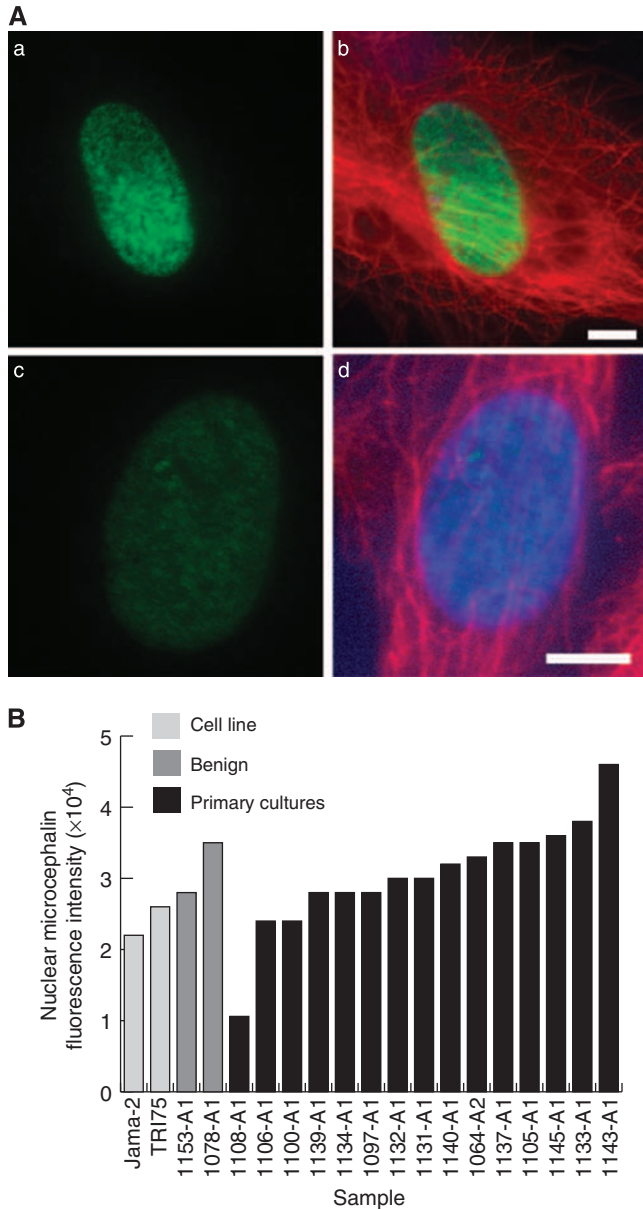 A
a
b
c
d
B
Cell line
Benign
Primary cultures
Nuclear microcephalin
fluorescence intensity (×10⁴)
5
4
3
2
1
0
Jama-2
TRI75
1153-A1
1078-A1
1108-A1
1106-A1
1100-A1
1139-A1
1134-A1
1097-A1
1132-A1
1131-A1
1140-A1
1064-A2
1137-A1
1105-A1
1145-A1
1133-A1
1143-A1
Sample